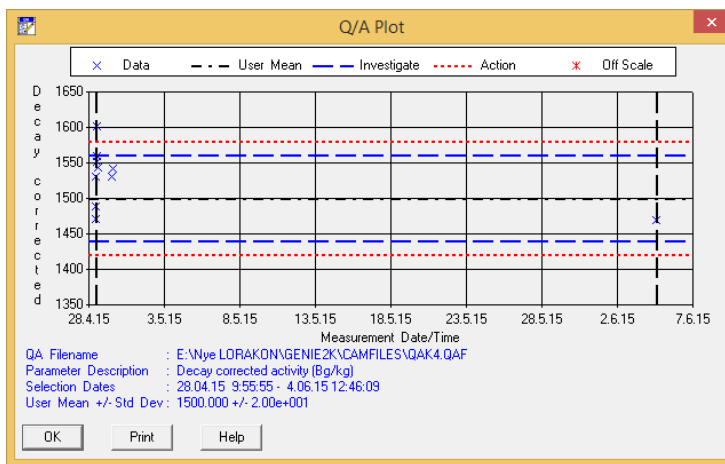 Q/A Plot
Data User Mean Investigate Action Off Scale
Decay corrected
1650
1600
1550
1500
1450
1400
1350
28.4.15 3.5.15 8.5.15 13.5.15 18.5.15 23.5.15 28.5.15 2.6.15 7.6.15
Measurement Date/Time
QA Filename : E:\Nye LORAKON\GENIE2K\CAMFILES\QAK4.QAF
Parameter Description : Decay corrected activity (Bq/kg)
Selection Dates : 28.04.15 9:55:55 - 4.06.15 12:46:09
User Mean +/- Std Dev : 1500.000 +/- 2.00e+001
OK Print Help